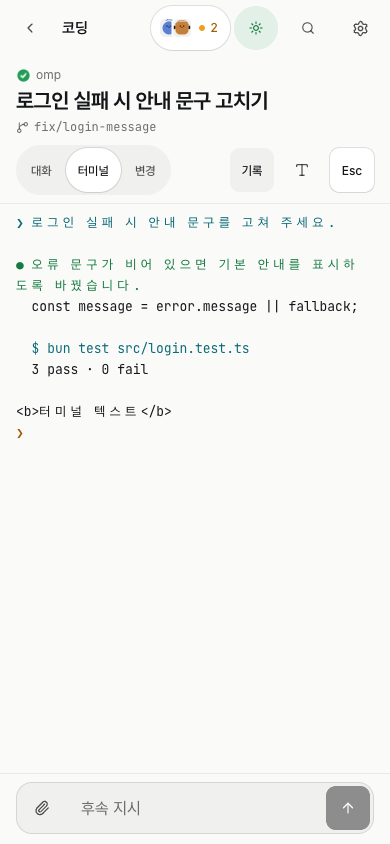 코딩
2
omp
로그인 실패 시 안내 문구 고치기
fix/login-message
대화 터미널 변경 기록 T Esc
❯ 로그인 실패 시 안내 문구를 고쳐 주세요.
● 오류 문구가 비어 있으면 기본 안내를 표시하
도록 바꿨습니다.
const message = error.message || fallback;
$ bun test src/login.test.ts
3 pass · 0 fail
<b>터미널 텍스트</b>
❯
후속 지시